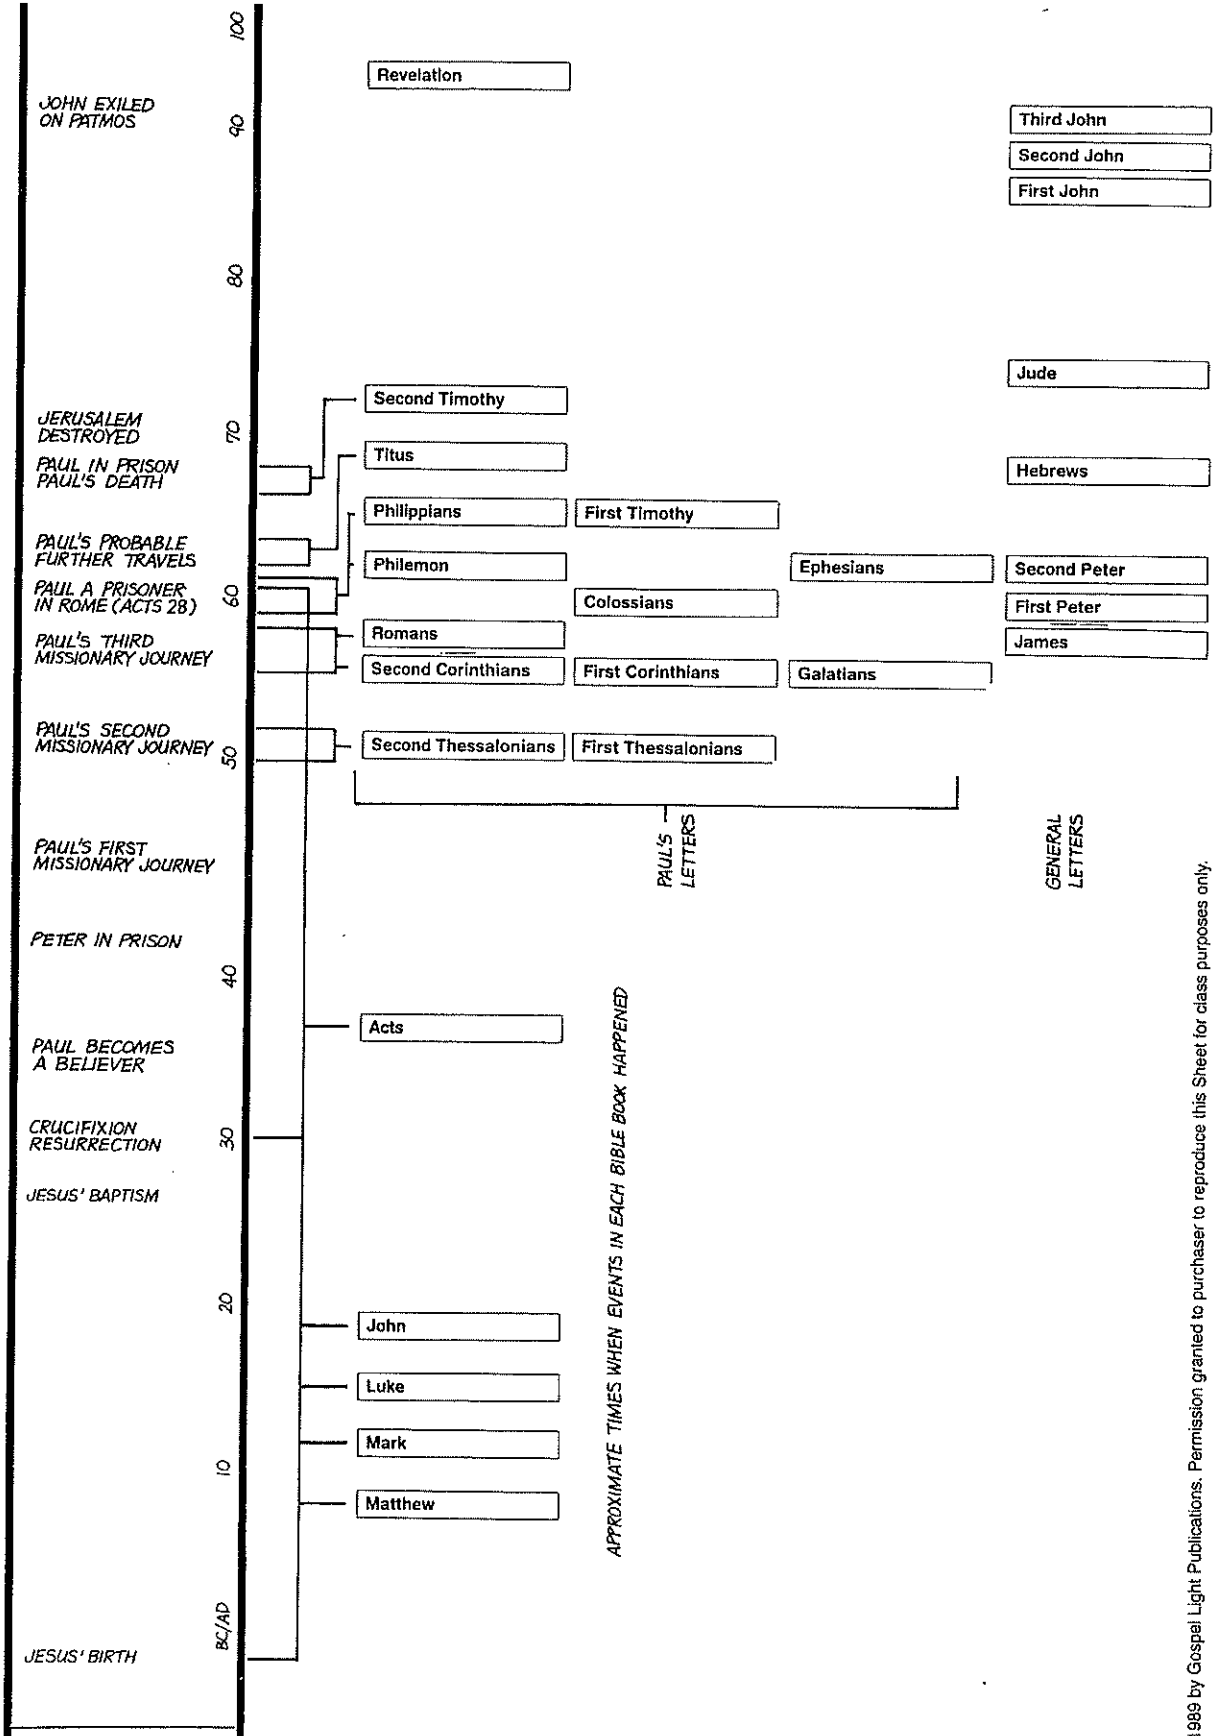 100
Revelation
JOHN EXILED
ON PATMOS
90
Third John
Second John
First John
80
Jude
Second Timothy
JERUSALEM
DESTROYED
70
Titus
PAUL IN PRISON
PAUL'S DEATH
Hebrews
Philippians
First Timothy
PAUL'S PROBABLE
FURTHER TRAVELS
Philemon
Ephesians
Second Peter
PAUL A PRISONER
IN ROME (ACTS 28)
60
Colossians
First Peter
PAUL'S THIRD
MISSIONARY JOURNEY
Romans
James
Second Corinthians
First Corinthians
Galatians
PAUL'S SECOND
MISSIONARY JOURNEY
50
Second Thessalonians
First Thessalonians
PAUL'S
LETTERS
GENERAL
LETTERS
PAUL'S FIRST
MISSIONARY JOURNEY
PETER IN PRISON
40
Acts
PAUL BECOMES
A BELIEVER
CRUCIFIXION
RESURRECTION
30
JESUS' BAPTISM
20
John
Luke
Mark
10
Matthew
APPROXIMATE TIMES WHEN EVENTS IN EACH BIBLE BOOK HAPPENED
BC/AD
JESUS' BIRTH
1989 by Gospel Light Publications. Permission granted to purchaser to reproduce this Sheet for class purposes only.